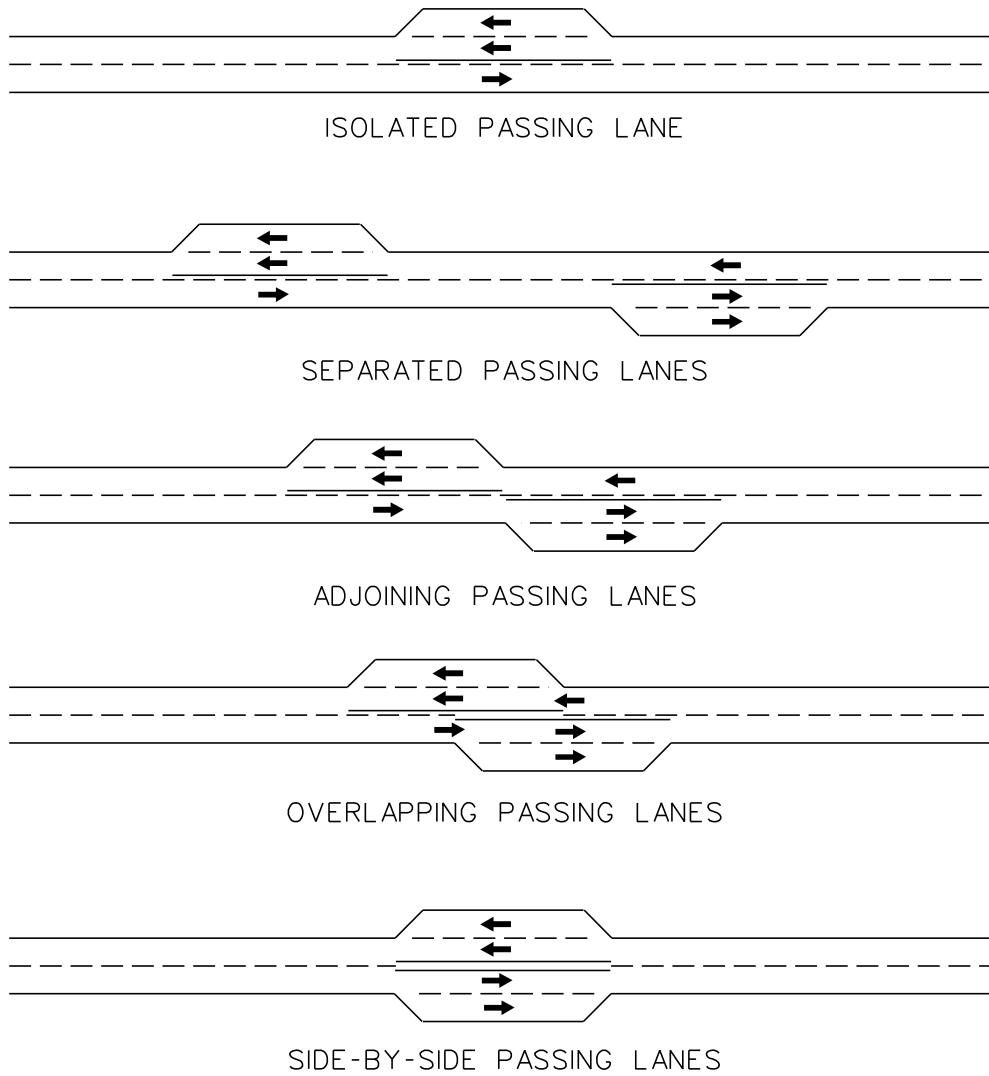 ISOLATED PASSING LANE
SEPARATED PASSING LANES
ADJOINING PASSING LANES
OVERLAPPING PASSING LANES
SIDE-BY-SIDE PASSING LANES